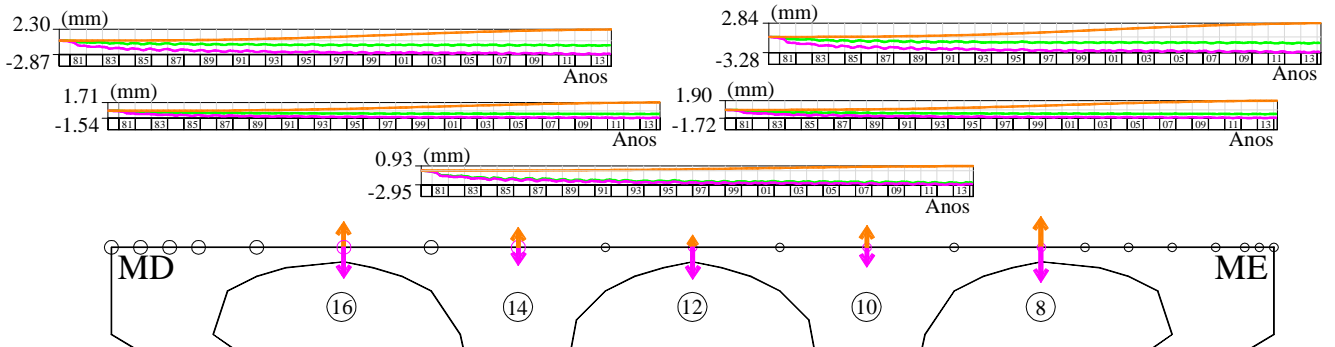 2.30 (mm)
-2.87
81 83 85 87 89 91 93 95 97 99 01 03 05 07 09 11 13
Anos
2.84 (mm)
-3.28
81 83 85 87 89 91 93 95 97 99 01 03 05 07 09 11 13
Anos
1.71 (mm)
-1.54
81 83 85 87 89 91 93 95 97 99 01 03 05 07 09 11 13
Anos
1.90 (mm)
-1.72
81 83 85 87 89 91 93 95 97 99 01 03 05 07 09 11 13
Anos
0.93 (mm)
-2.95
81 83 85 87 89 91 93 95 97 99 01 03 05 07 09 11 13
Anos
MD ME
16 14 12 10 8